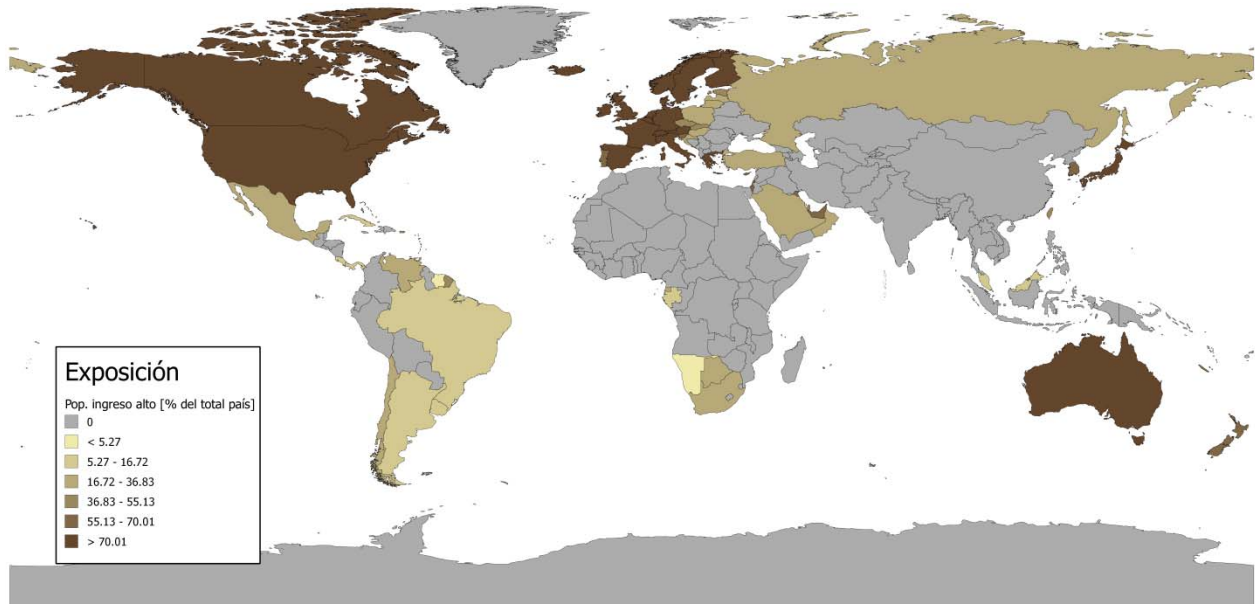 Exposición
Pop. ingreso alto [% del total país]
0
< 5.27
5.27 - 16.72
16.72 - 36.83
36.83 - 55.13
55.13 - 70.01
> 70.01